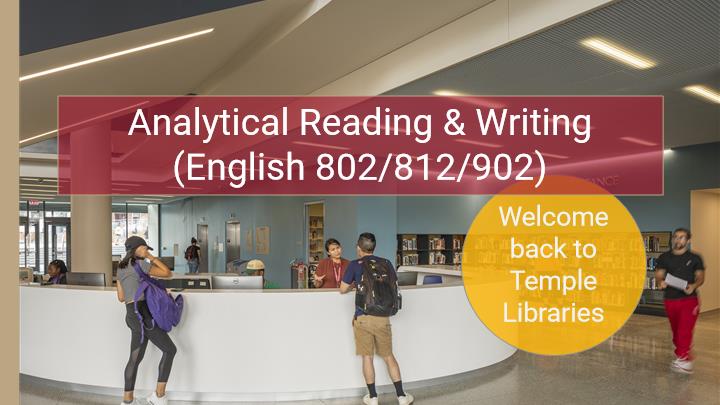 Analytical Reading & Writing
(English 802/812/902)
Welcome
back to
Temple
Libraries